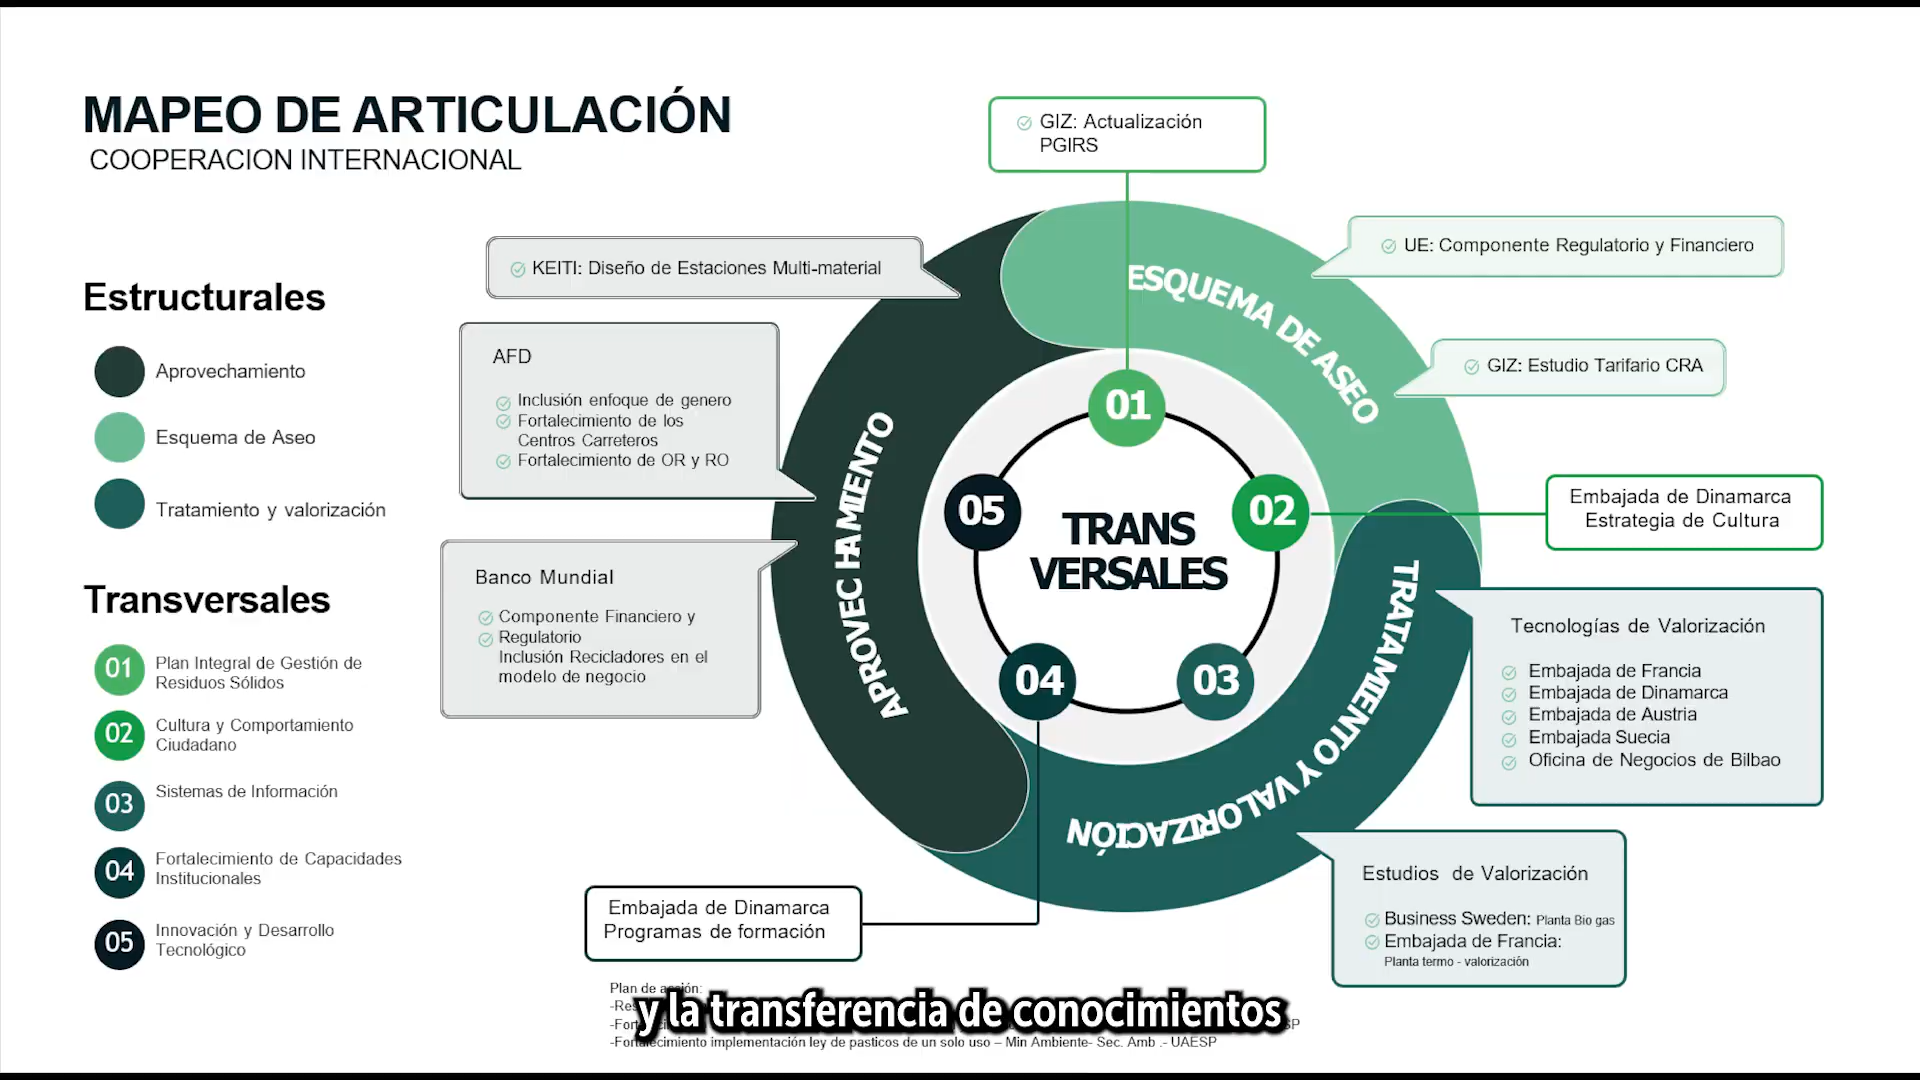 MAPEO DE ARTICULACIÓN
COOPERACION INTERNACIONAL
Estructurales
Aprovechamiento
Esquema de Aseo
Tratamiento y valorización
Transversales
01
Plan Integral de Gestión de
Residuos Sólidos
02
Cultura y Comportamiento
Ciudadano
03
Sistemas de Información
04
Fortalecimiento de Capacidades
Institucionales
05
Innovación y Desarrollo
Tecnológico
KEITI: Diseño de Estaciones Multi-material
AFD
Inclusión enfoque de genero
Fortalecimiento de los
Centros Carreteros
Fortalecimiento de OR y RO
Banco Mundial
Componente Financiero y
Regulatorio
Inclusión Recicladores en el
modelo de negocio
GIZ: Actualización
PGIRS
APROVECHAMIENTO
ESQUEMA DE ASEO
TRATAMIENTO Y VALORIZACIÓN
01
02
03
04
05
TRANS
VERSALES
UE: Componente Regulatorio y Financiero
GIZ: Estudio Tarifario CRA
Embajada de Dinamarca
Estrategia de Cultura
Tecnologías de Valorización
Embajada de Francia
Embajada de Dinamarca
Embajada de Austria
Embajada Suecia
Oficina de Negocios de Bilbao
Estudios de Valorización
Business Sweden: Planta Bio gas
Embajada de Francia:
Planta termo - valorización
Embajada de Dinamarca
Programas de formación
Plan de acción:
y la transferencia de conocimientos
-Fortalecimiento implementación ley de pasticos de un solo uso – Min Ambiente- Sec. Amb .- UAESP